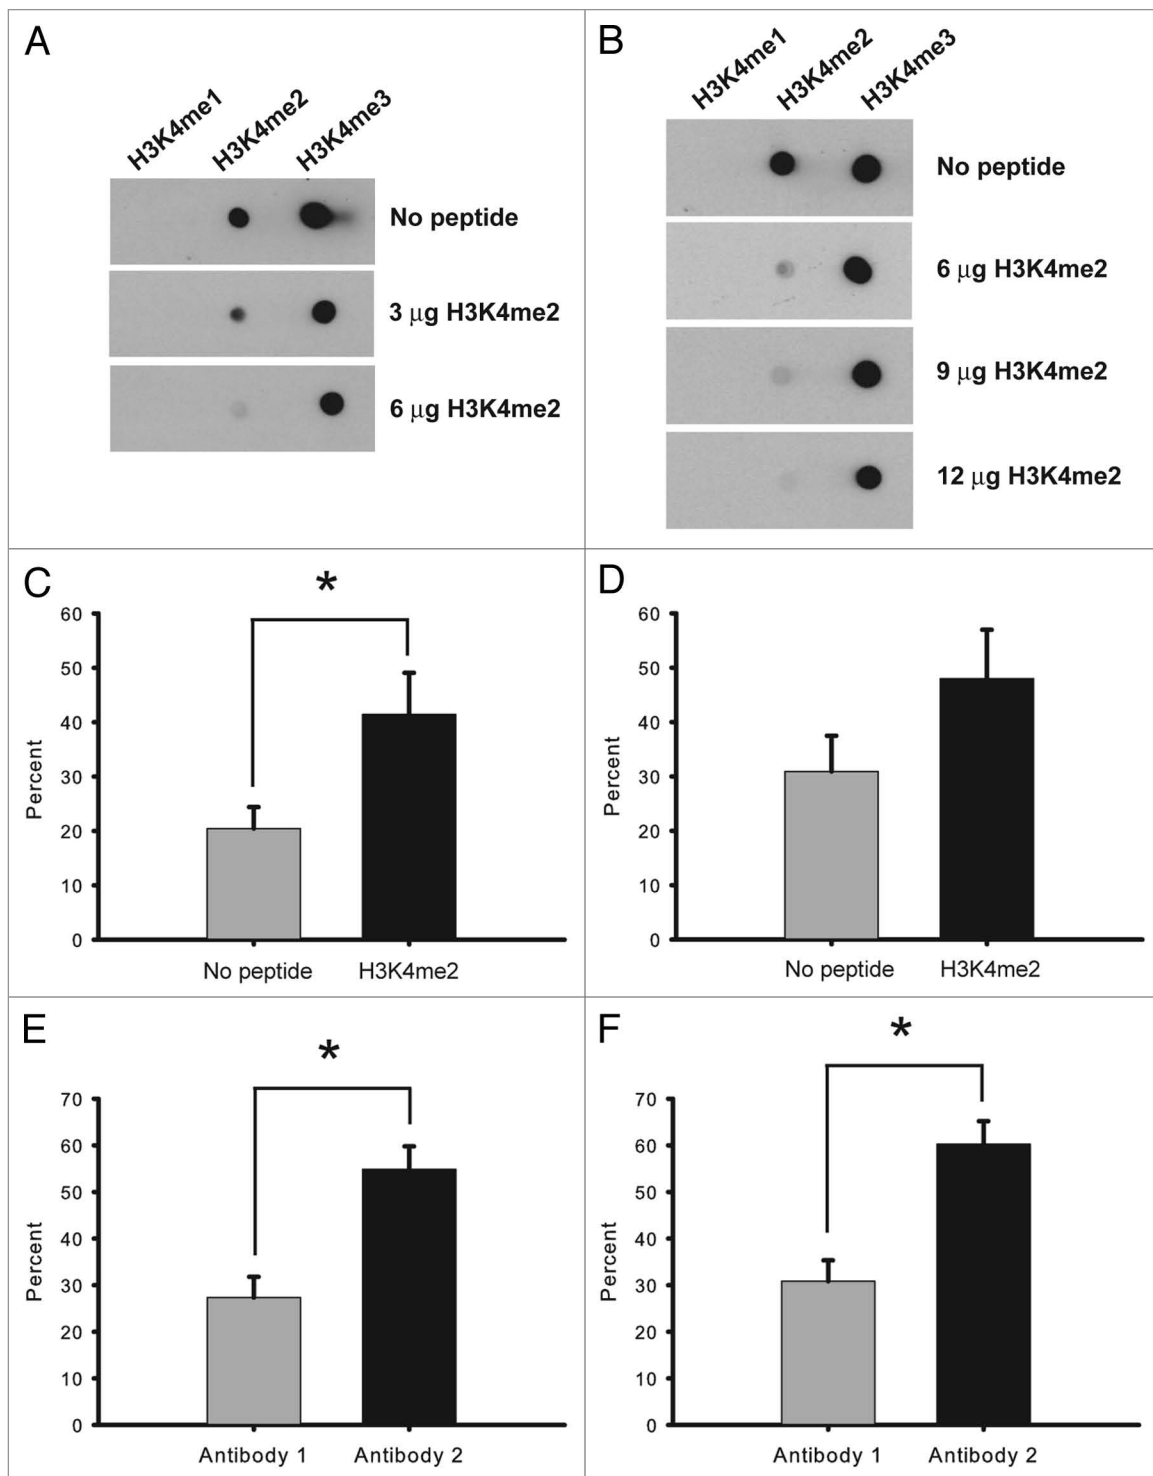 A
H3K4me1
H3K4me2
H3K4me3
No peptide
3 μg H3K4me2
6 μg H3K4me2
B
H3K4me1
H3K4me2
H3K4me3
No peptide
6 μg H3K4me2
9 μg H3K4me2
12 μg H3K4me2
C
*
60
50
40
30
20
10
0
Percent
No peptide
H3K4me2
D
60
50
40
30
20
10
0
Percent
No peptide
H3K4me2
E
*
70
60
50
40
30
20
10
0
Percent
Antibody 1
Antibody 2
F
*
70
60
50
40
30
20
10
0
Percent
Antibody 1
Antibody 2